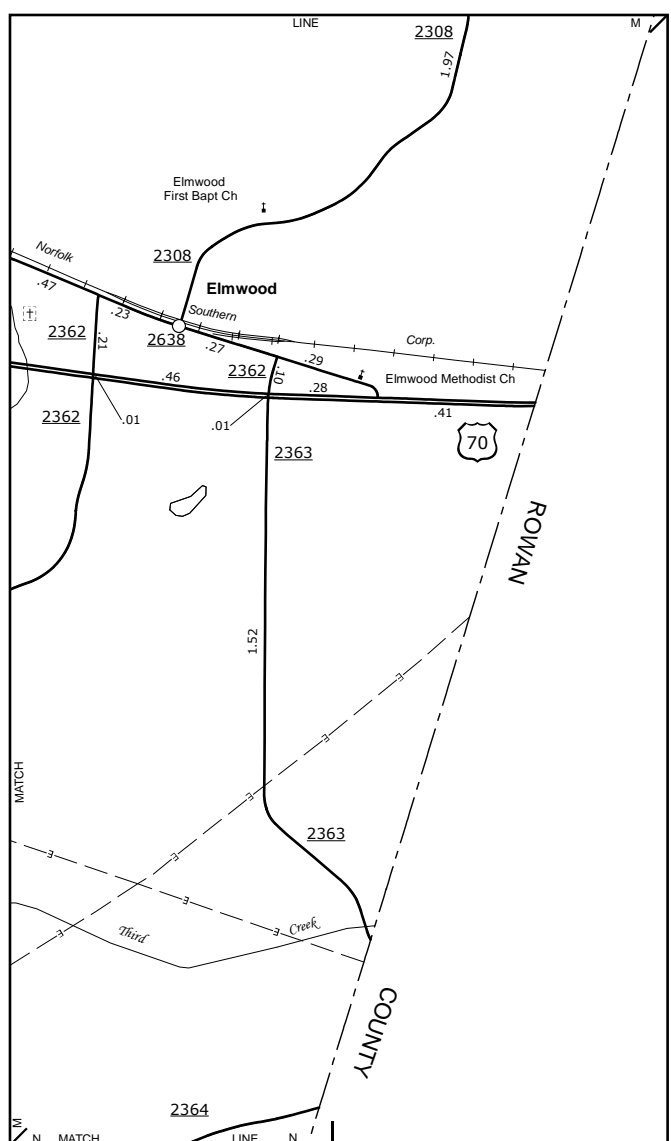 LINE
M
2308
1.97
Elmwood
First Bapt Ch
2308
Norfolk
Elmwood
.47
.23
Southern
2638
.27
Corp.
2362
.21
.29
2362
.10
Elmwood Methodist Ch
.46
.28
.41
2362
.01
.01
2363
70
ROWAN
1.52
E
E
E
MATCH
2363
E
E
E
E
E
Third
Creek
COUNTY
2364
M
N
MATCH
LINE
N